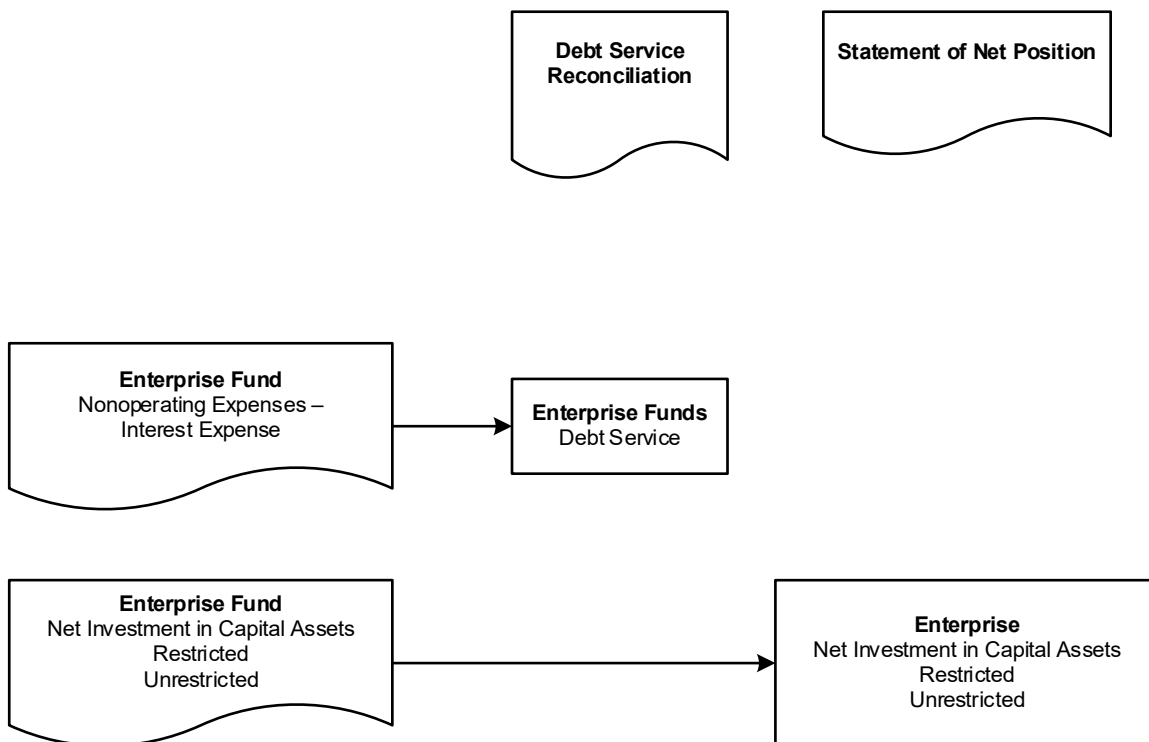 Debt Service
Reconciliation
Statement of Net Position
Enterprise Fund
Nonoperating Expenses –
Interest Expense
Enterprise Funds
Debt Service
Enterprise Fund
Net Investment in Capital Assets
Restricted
Unrestricted
Enterprise
Net Investment in Capital Assets
Restricted
Unrestricted